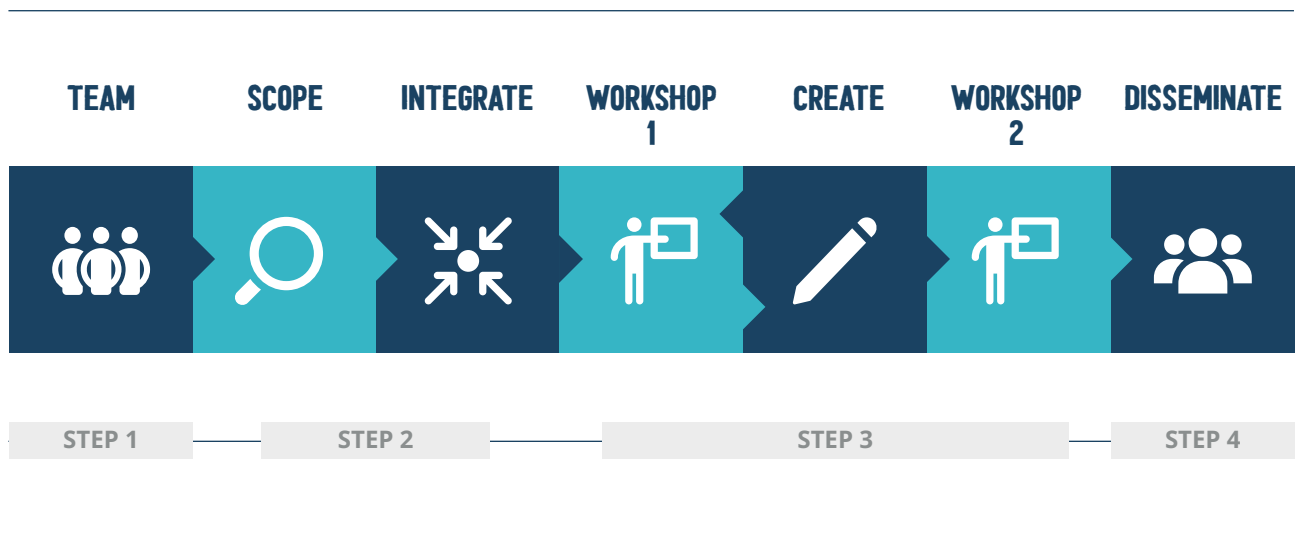 TEAM
SCOPE
INTEGRATE
WORKSHOP
1
CREATE
WORKSHOP
2
DISSEMINATE
STEP 1
STEP 2
STEP 3
STEP 4